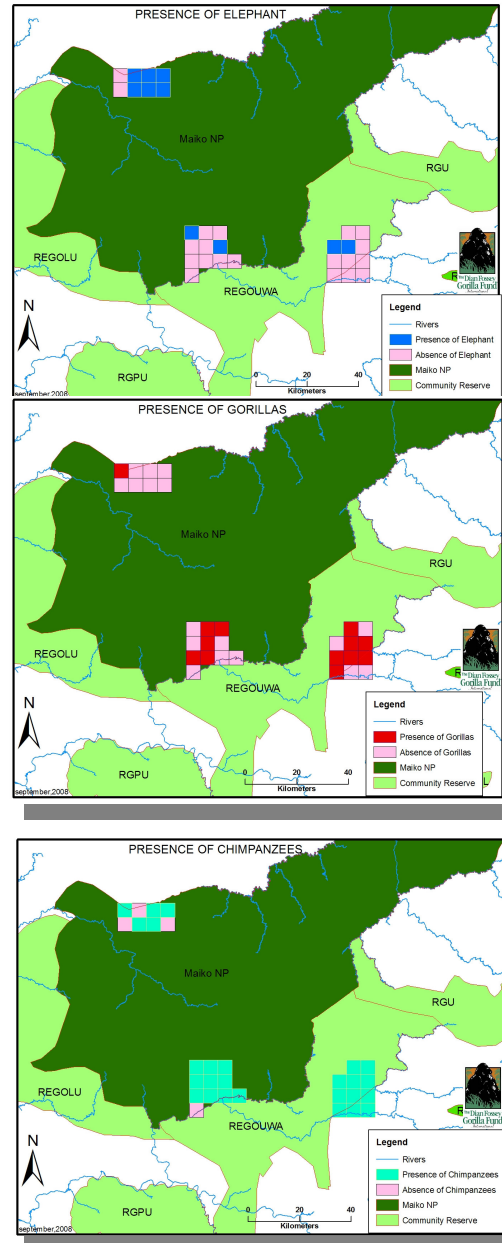 PRESENCE OF ELEPHANT
Maiko NP
RGU
REGOLU
REGOUWA
RGPU
N
R
The Dian Fossey
Gorilla Fund
International
Legend
Rivers
Presence of Elephant
Absence of Elephant
Maiko NP
Community Reserve
0 20 40
Kilometers
september,2008
PRESENCE OF GORILLAS
Maiko NP
RGU
REGOLU
REGOUWA
RGPU
N
R
The Dian Fossey
Gorilla Fund
International
Legend
Rivers
Presence of Gorillas
Absence of Gorillas
Maiko NP
Community Reserve
0 20 40
Kilometers
september,2008
PRESENCE OF CHIMPANZEES
Maiko NP
RGU
REGOLU
REGOUWA
RGPU
N
R
The Dian Fossey
Gorilla Fund
International
Legend
Rivers
Presence of Chimpanzees
Absence of Chimpanzees
Maiko NP
Community Reserve
0 20 40
Kilometers
september,2008